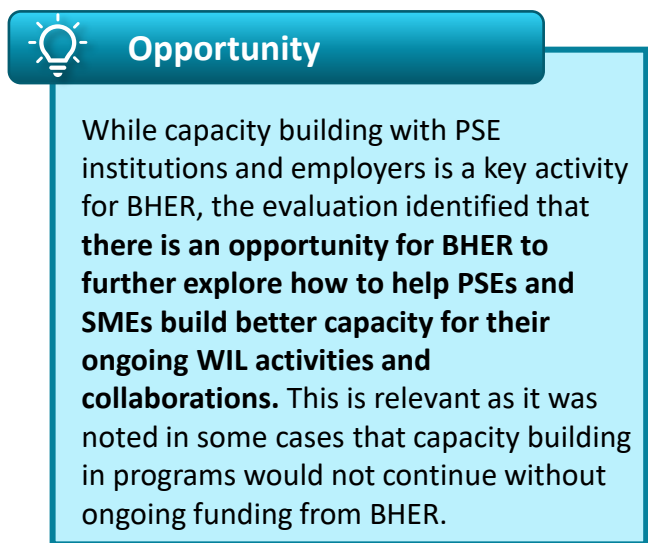 Opportunity
While capacity building with PSE
institutions and employers is a key activity
for BHER, the evaluation identified that
there is an opportunity for BHER to
further explore how to help PSEs and
SMEs build better capacity for their
ongoing WIL activities and
collaborations. This is relevant as it was
noted in some cases that capacity building
in programs would not continue without
ongoing funding from BHER.